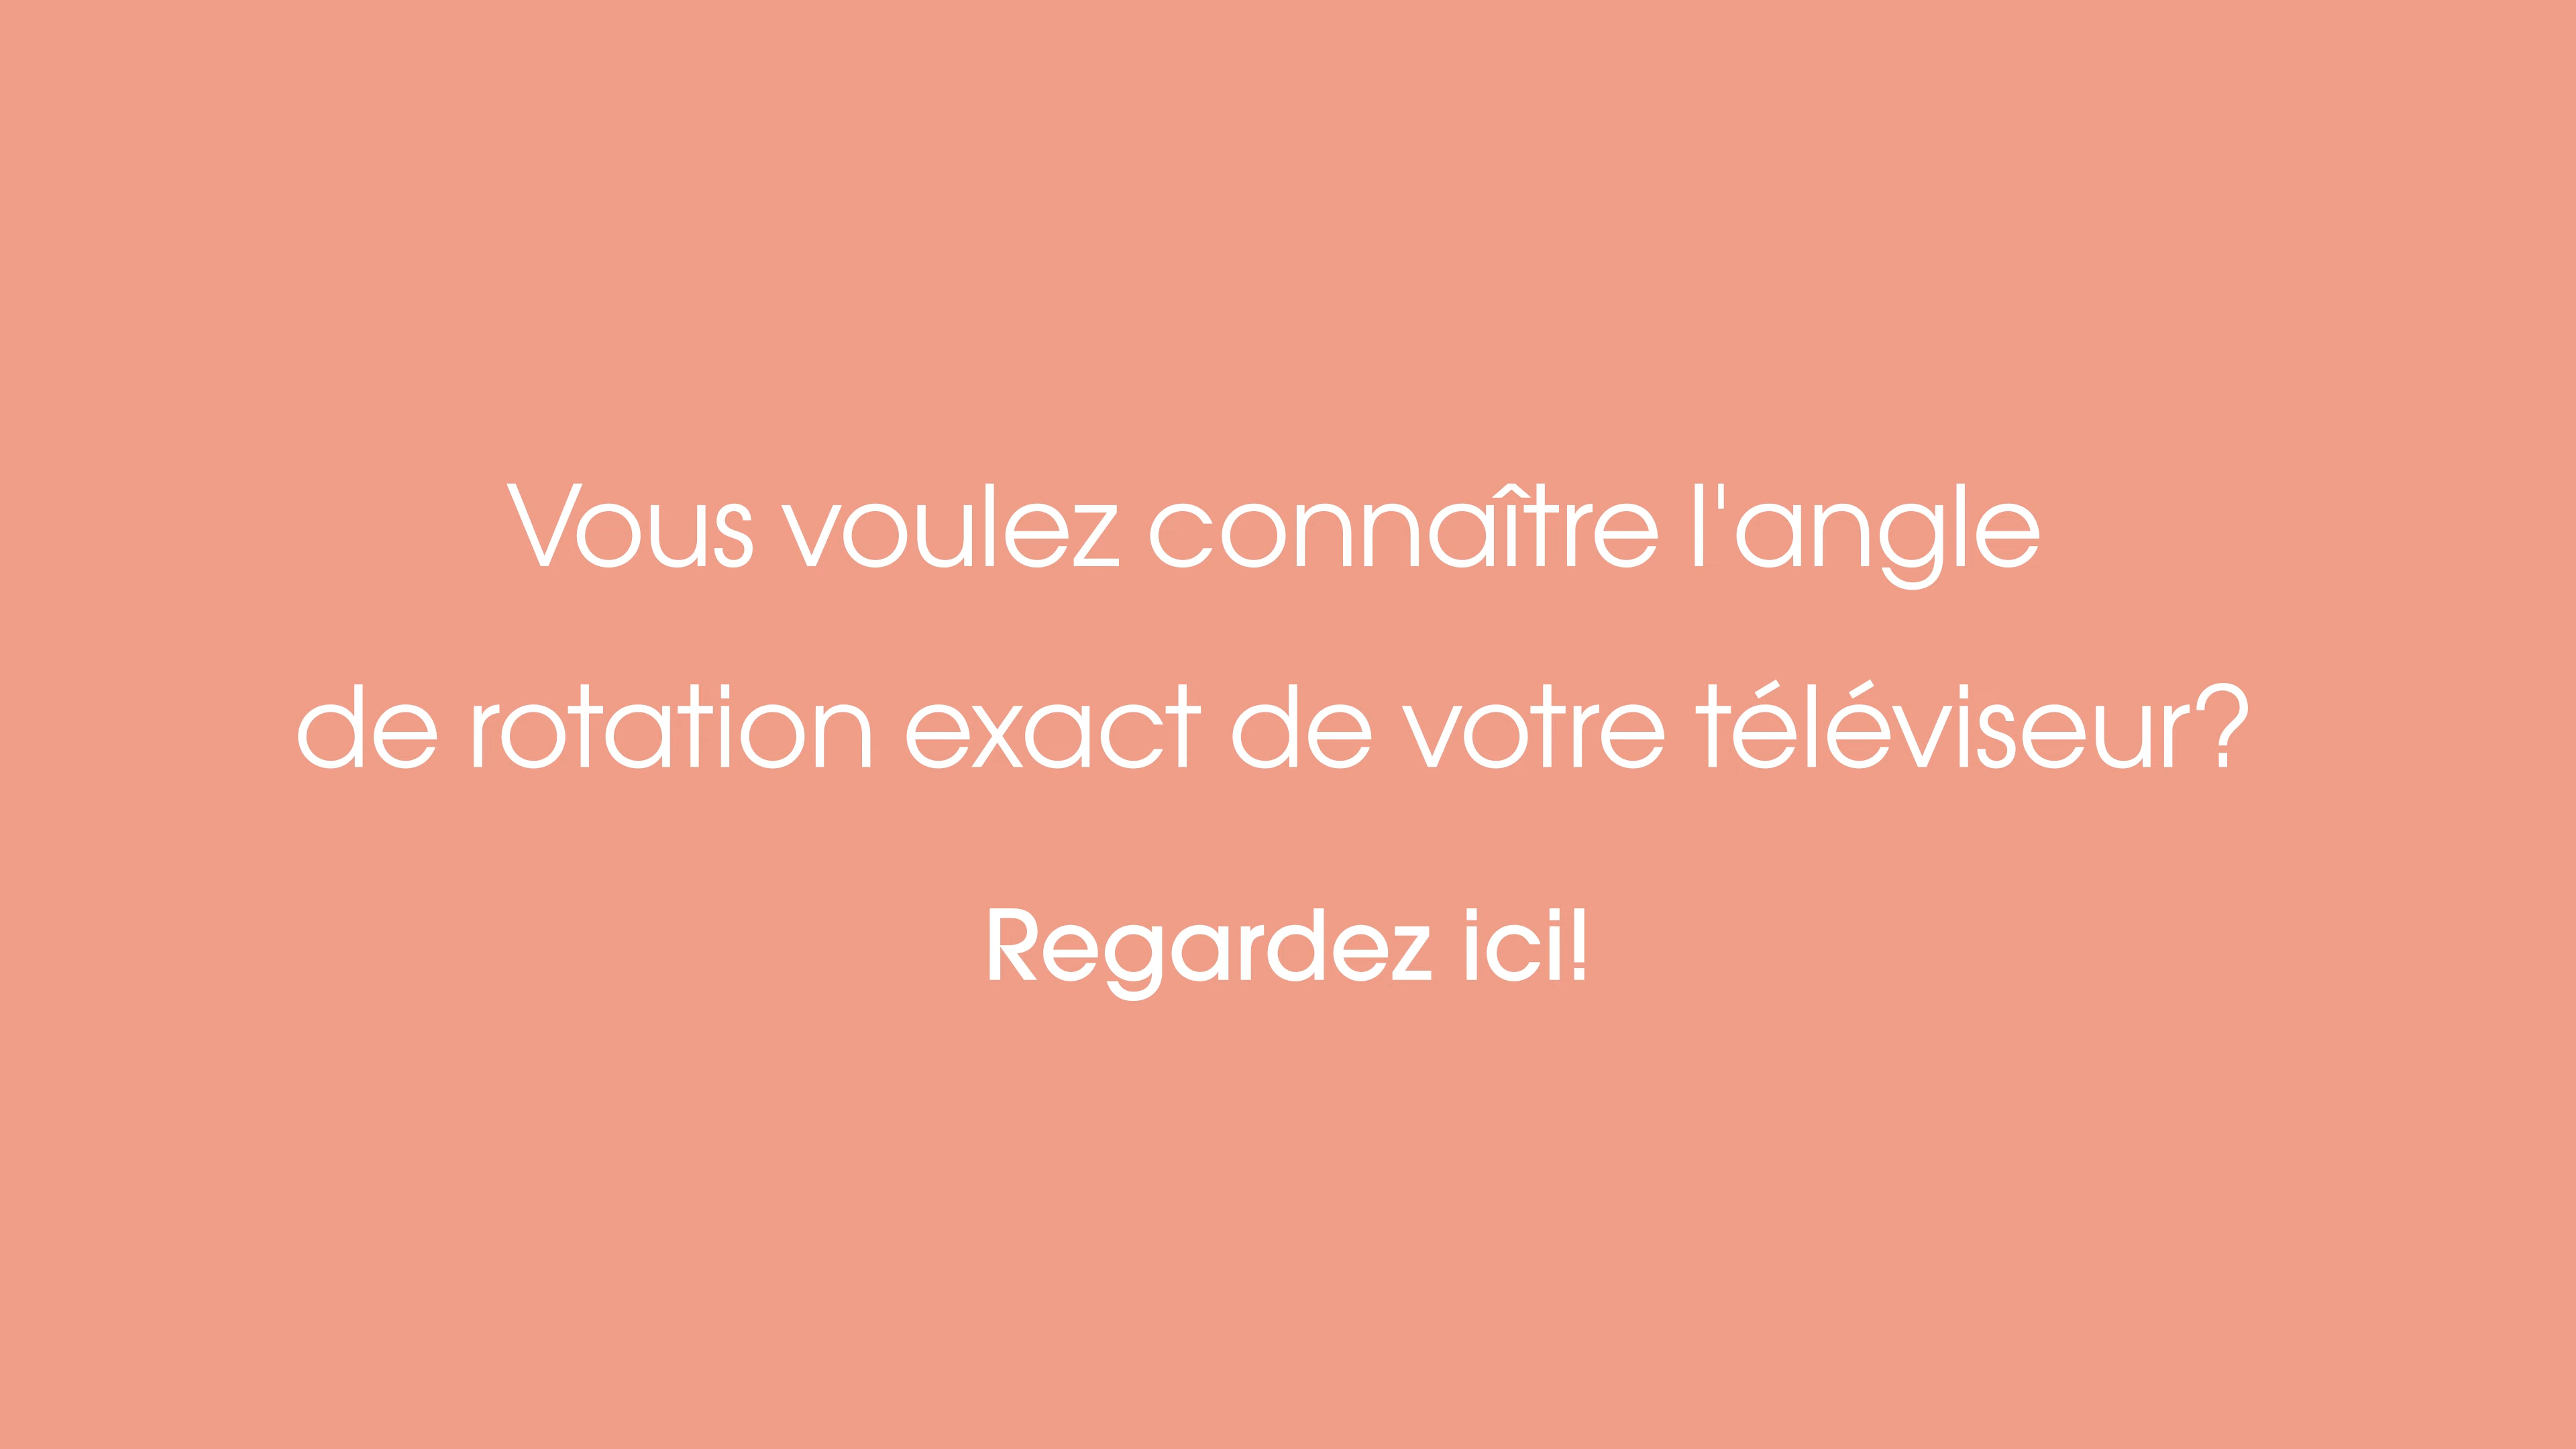 Vous voulez connaître l'angle
de rotation exact de votre téléviseur?
Regardez ici!